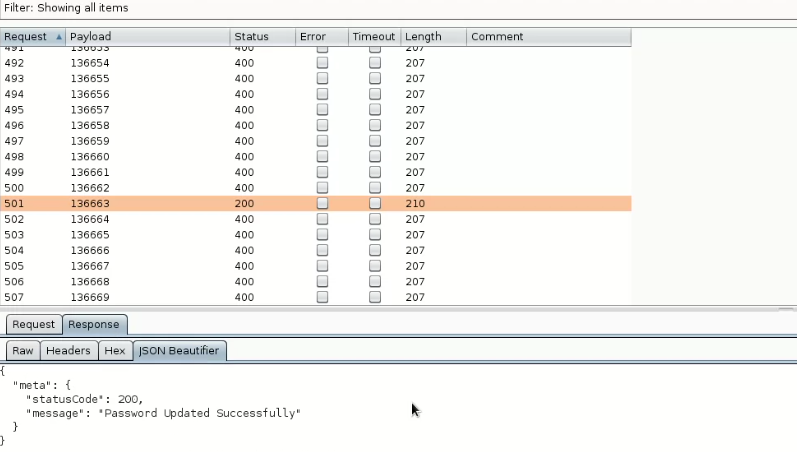 Filter: Showing all items
Request Payload Status Error Timeout Length Comment
491 136653 400 207
492 136654 400 207
493 136655 400 207
494 136656 400 207
495 136657 400 207
496 136658 400 207
497 136659 400 207
498 136660 400 207
499 136661 400 207
500 136662 400 207
501 136663 200 210
502 136664 400 207
503 136665 400 207
504 136666 400 207
505 136667 400 207
506 136668 400 207
507 136669 400 207
Request Response
Raw Headers Hex JSON Beautifier
{
"meta": {
"statusCode": 200,
"message": "Password Updated Successfully"
}
}